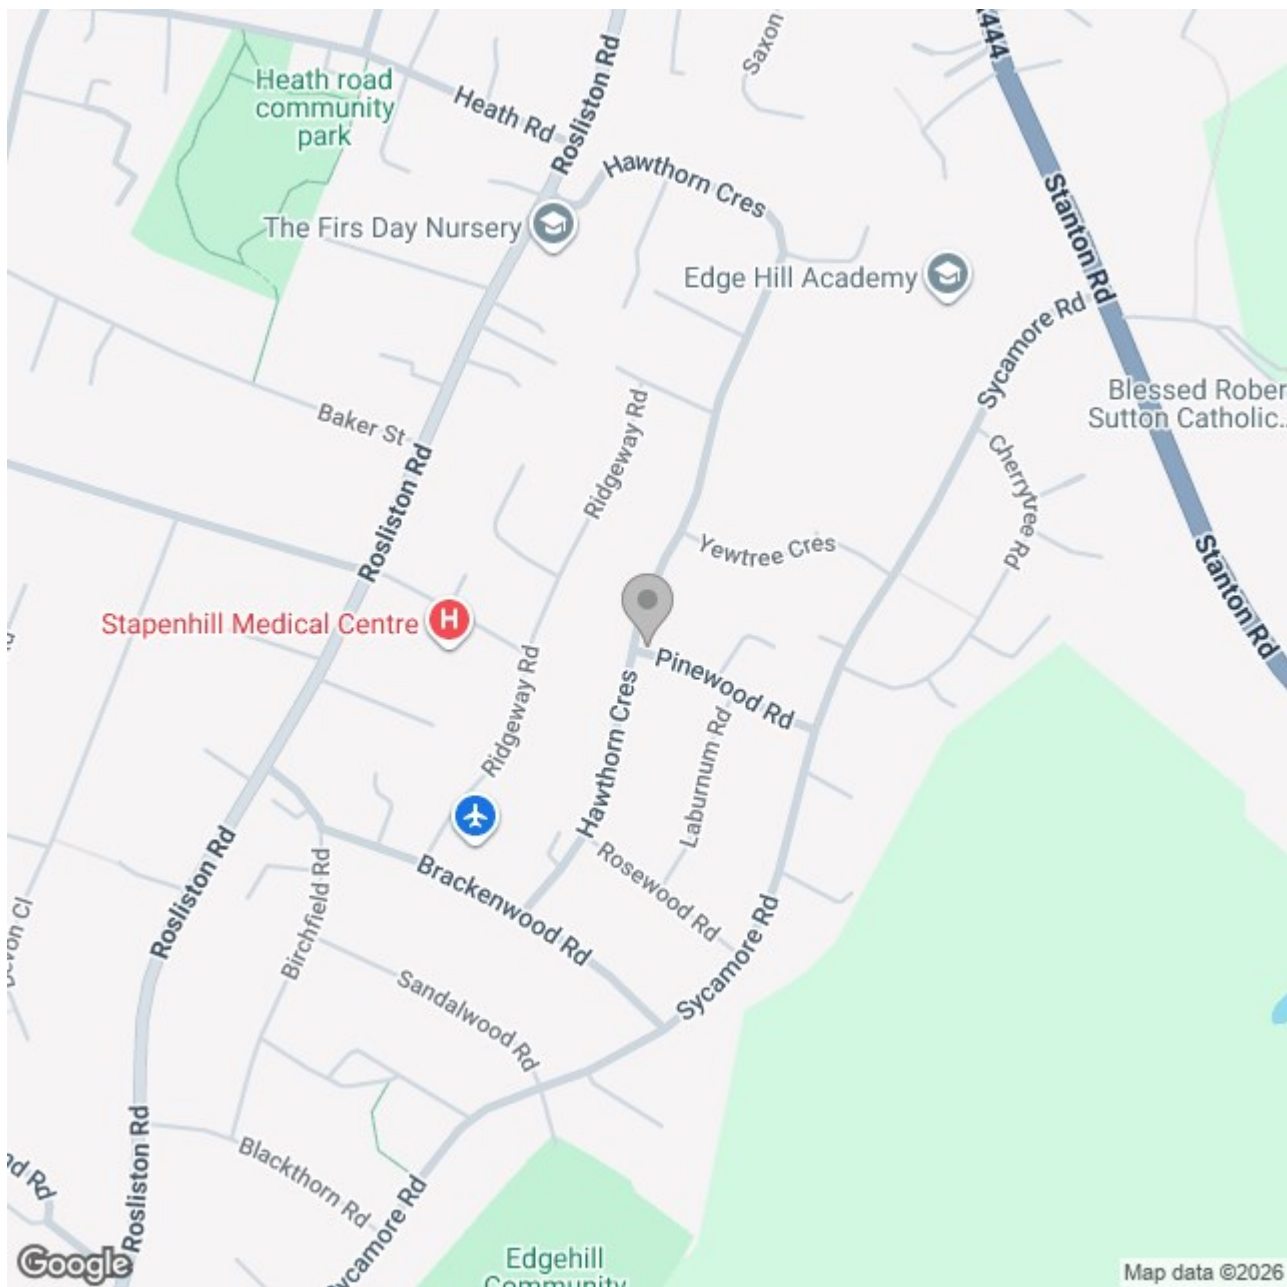 Saxon
444
Heath road
community
park
Heath Rd
Rosliston Rd
Hawthorn Cres
The Firs Day Nursery
Stanton Rd
Edge Hill Academy
Sycamore Rd
Blessed Rober
Sutton Catholic...
Baker St
Ridgeway Rd
Rosliston Rd
Cherrytree Rd
Yewtree Cres
Stanton Rd
Stapenhill Medical Centre
H
Pinewood Rd
Ridgeway Rd
Hawthorn Cres
Laburnum Rd
Rosliston Rd
Birchfield Rd
Brackenwood Rd
Rosewood Rd
Sycamore Rd
Sandalwood Rd
Rosliston Rd
Blackthorn Rd
Sycamore Rd
Edgehill
Community
Google
Map data ©2026